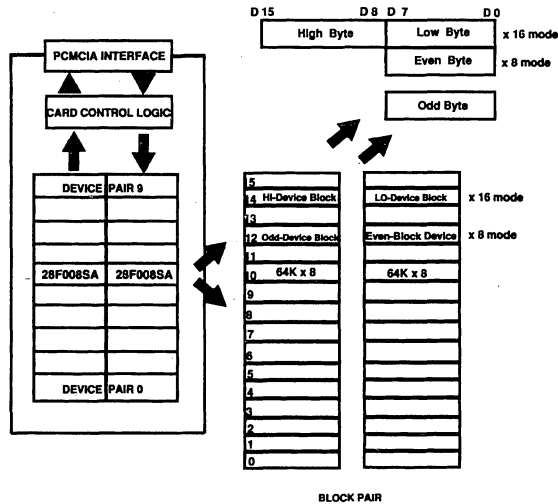 D 15 D 8 D 7 D 0
High Byte Low Byte x 16 mode
Even Byte x 8 mode
Odd Byte
PCMCIA INTERFACE
CARD CONTROL LOGIC
DEVICE PAIR 9
28F008SA 28F008SA
DEVICE PAIR 0
15
14 Hi-Device Block LO-Device Block x 16 mode
13
12 Odd-Device Block Even-Block Device x 8 mode
11
10 64K x 8 64K x 8
9
8
7
6
5
4
3
2
1
0
BLOCK PAIR